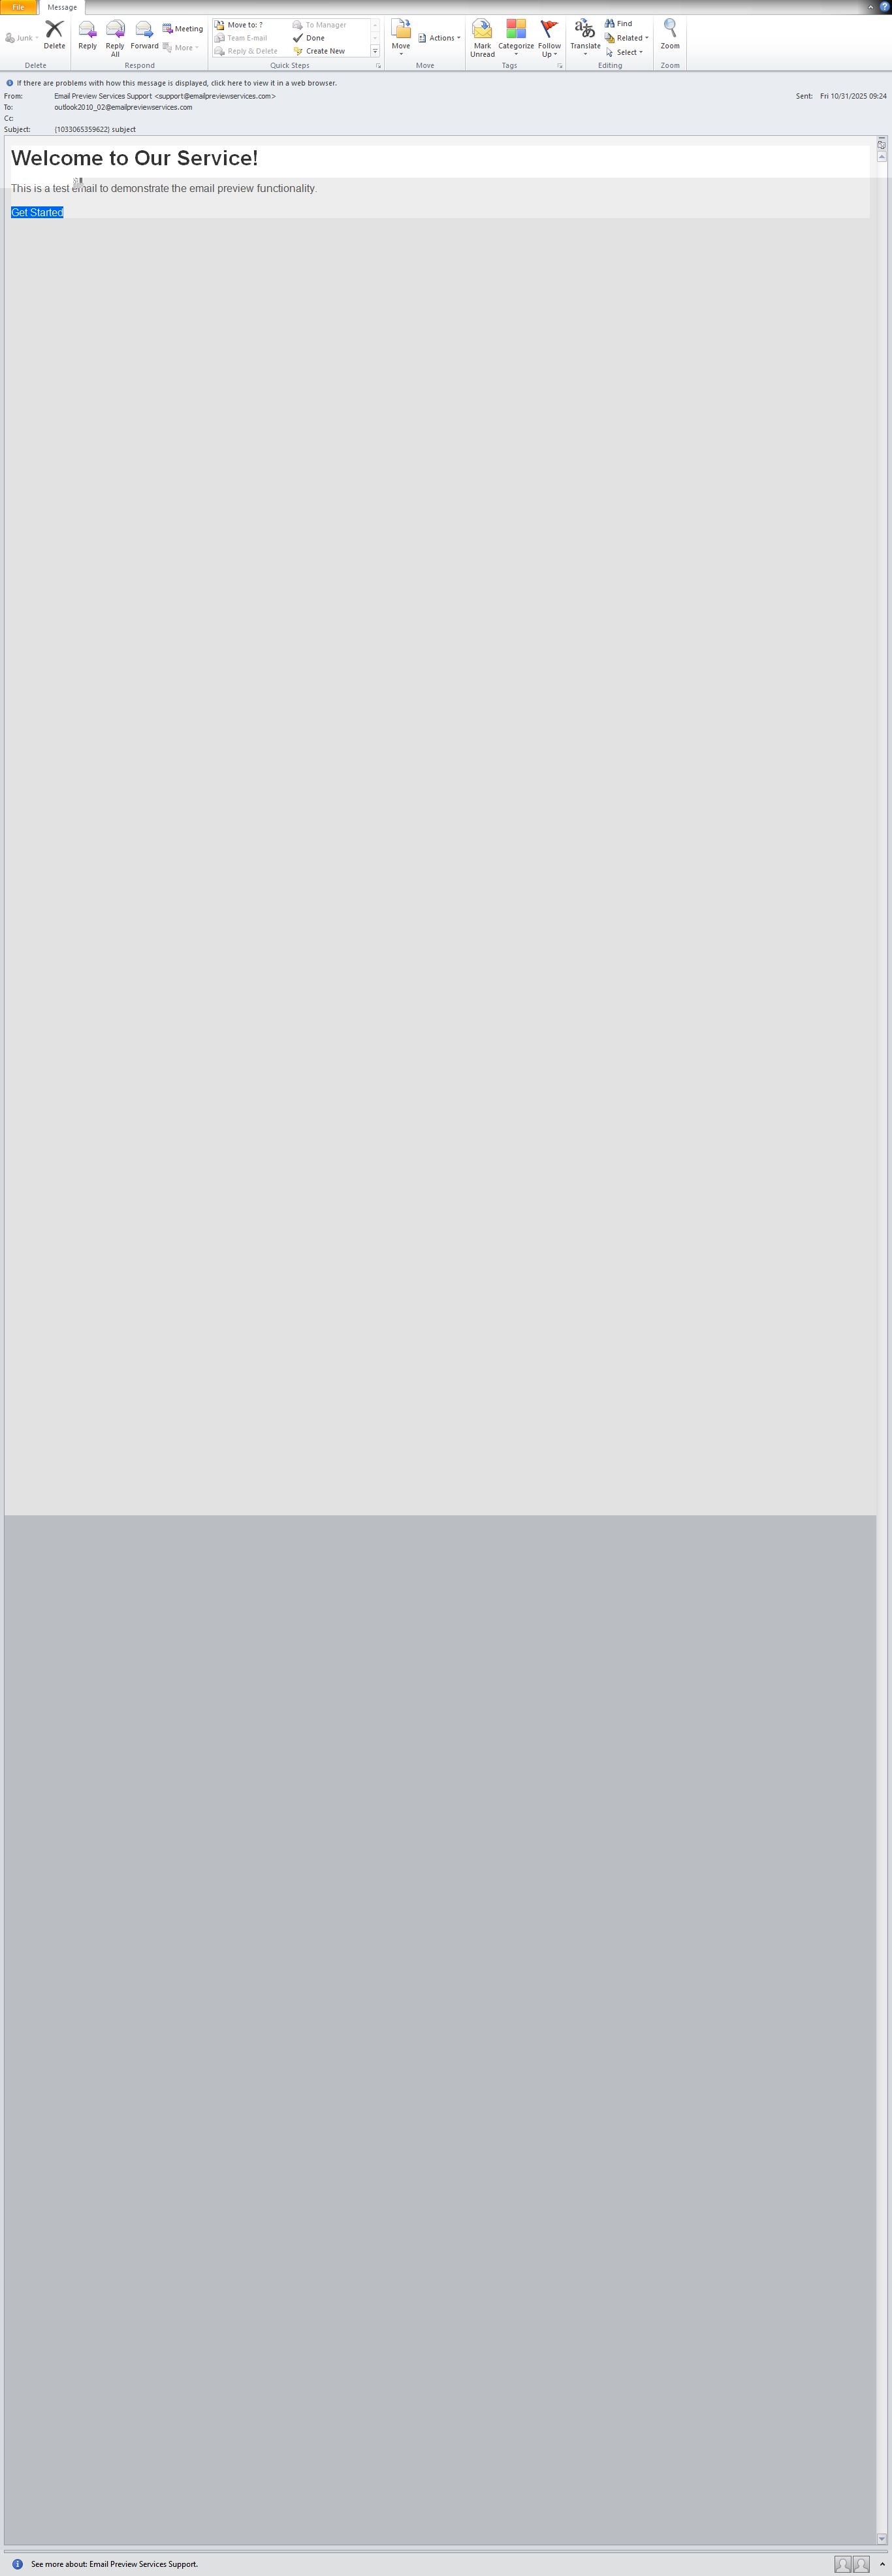 File Message
Junk Delete Reply Reply All Forward Meeting More
Move to: ? To Manager
Team E-mail Done
Reply & Delete Create New
Move Actions Mark Unread Categorize Follow Up Translate Find Related Select Zoom
Delete Respond Quick Steps Move Tags Editing Zoom
If there are problems with how this message is displayed, click here to view it in a web browser.
From: Email Preview Services Support <support@emailpreviewservices.com> Sent: Fri 10/31/2025 09:24
To: outlook2010_02@emailpreviewservices.com
Cc:
Subject: {1033065359622} subject
Welcome to Our Service!
This is a test email to demonstrate the email preview functionality.
Get Started
See more about: Email Preview Services Support.